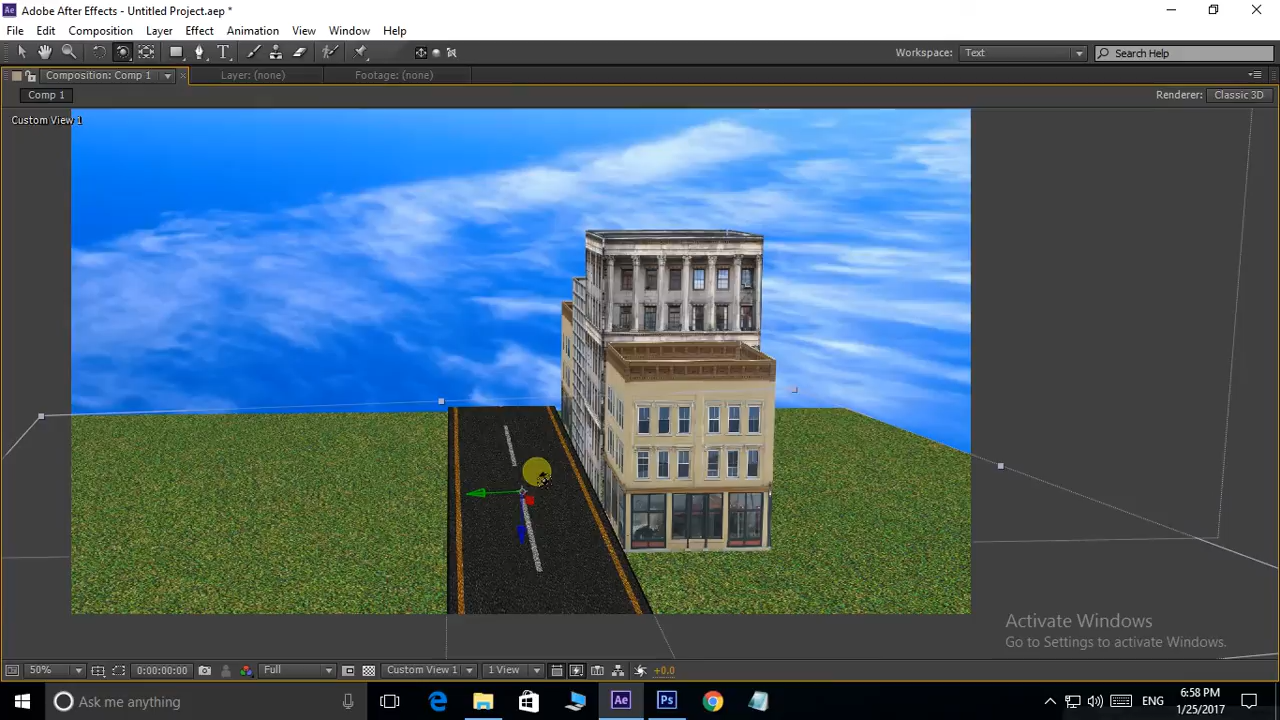 Adobe After Effects - Untitled Project.aep *
File Edit Composition Layer Effect Animation View Window Help
Workspace: Text Search Help
Composition: Comp 1 Layer: (none) Footage: (none)
Comp 1 Renderer: Classic 3D
Custom View 1
Activate Windows
Go to Settings to activate Windows.
50% 0:00:00:00 Full Custom View 1 1 View +0.0
Ask me anything ENG 6:58 PM
1/25/2017